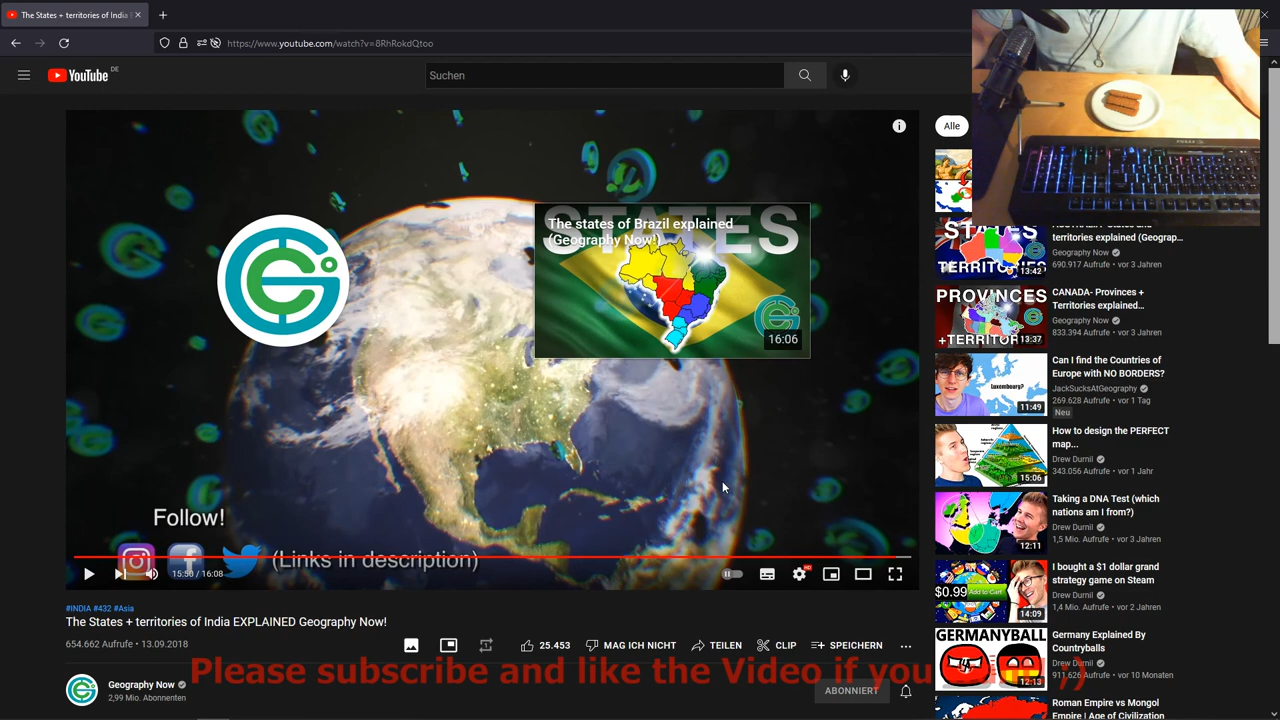 The States + territories of India
https://www.youtube.com/watch?v=8RhRokdQtoo
YouTube DE
Suchen
Alle
The states of Brazil explained
(Geography Now!)
STATES
16:06
Follow!
(Links in description)
15:50 / 16:08
HD
#INDIA #432 #Asia
The States + territories of India EXPLAINED Geography Now!
654.662 Aufrufe • 13.09.2018
25.453
MAG ICH NICHT
TEILEN
CLIP
SPEICHERN
Please subscribe and like the Video if you
;)
Geography Now
2,99 Mio. Abonnenten
ABONNIERT
STATES
TERRITORIES
13:42
territories explained (Geograp...
Geography Now
690.917 Aufrufe • vor 3 Jahren
PROVINCES
+TERRITORIES
13:37
CANADA- Provinces +
Territories explained...
Geography Now
833.394 Aufrufe • vor 3 Jahren
Luxembourg?
11:49
Can I find the Countries of
Europe with NO BORDERS?
JackSucksAtGeography
269.628 Aufrufe • vor 1 Tag
Neu
15:06
How to design the PERFECT
map...
Drew Durnil
343.056 Aufrufe • vor 1 Jahr
12:11
Taking a DNA Test (which
nations am I from?)
Drew Durnil
1,5 Mio. Aufrufe • vor 3 Jahren
$0.99 Add to Cart
14:09
I bought a $1 dollar grand
strategy game on Steam
Drew Durnil
1,4 Mio. Aufrufe • vor 2 Jahren
GERMANYBALL
12:13
Germany Explained By
Countryballs
Drew Durnil
911.626 Aufrufe • vor 10 Monaten
Roman Empire vs Mongol
Empire | Age of Civilization